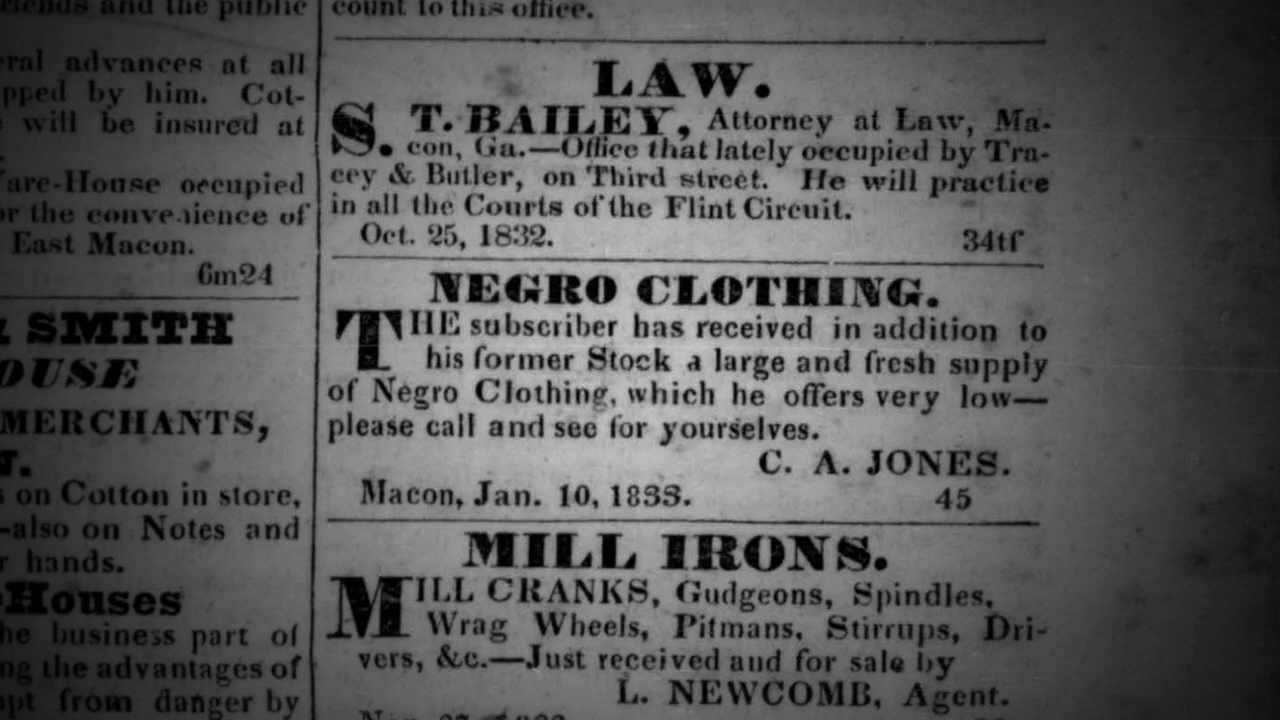 friends and the public
eral advances at all
pped by him. Cot-
will be insured at
are-House occupied
or the convenience of
East Macon.
6m24
& SMITH
OUSE
MERCHANTS,
N.
s on Cotton in store,
—also on Notes and
r hands.
-Houses
he business part of
ng the advantages of
pt from danger by
count to this office.
LAW.
S. T. BAILEY, Attorney at Law, Ma-
con, Ga.—Office that lately occupied by Tra-
cey & Butler, on Third street. He will practice
in all the Courts of the Flint Circuit.
Oct. 25, 1832. 34tf
NEGRO CLOTHING.
THE subscriber has received in addition to
his former Stock a large and fresh supply
of Negro Clothing, which he offers very low—
please call and see for yourselves.
C. A. JONES.
Macon, Jan. 10, 1833. 45
MILL IRONS.
MILL CRANKS, Gudgeons, Spindles,
Wrag Wheels, Pitmans, Stirrups, Dri-
vers, &c.—Just received and for sale by
L. NEWCOMB, Agent.